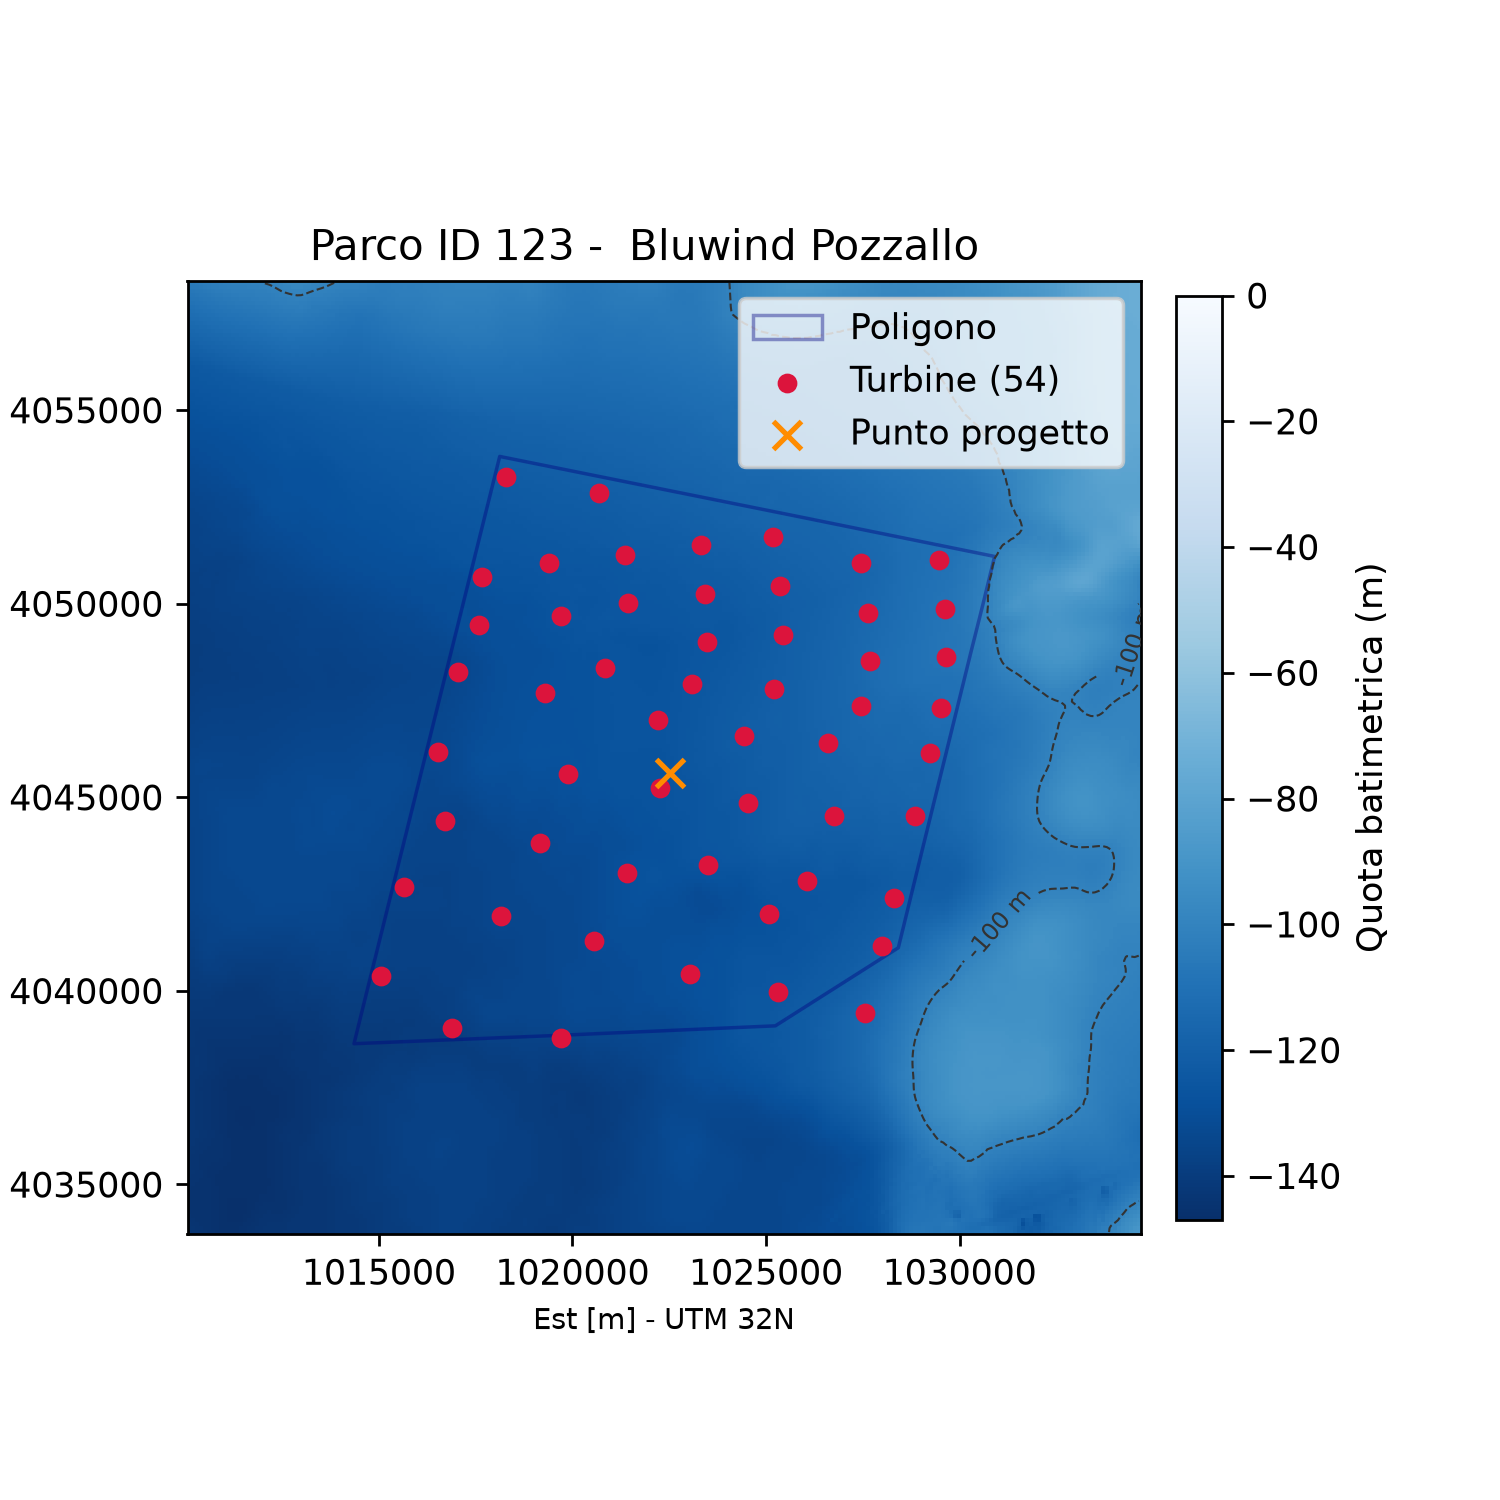 Parco ID 123 -  Bluwind Pozzallo
Poligono
Turbine (54)
Punto progetto
4055000
4050000
4045000
4040000
4035000
1015000
1020000
1025000
1030000
Est [m] - UTM 32N
-100 m
-100
0
−20
−40
−60
−80
−100
−120
−140
Quota batimetrica (m)